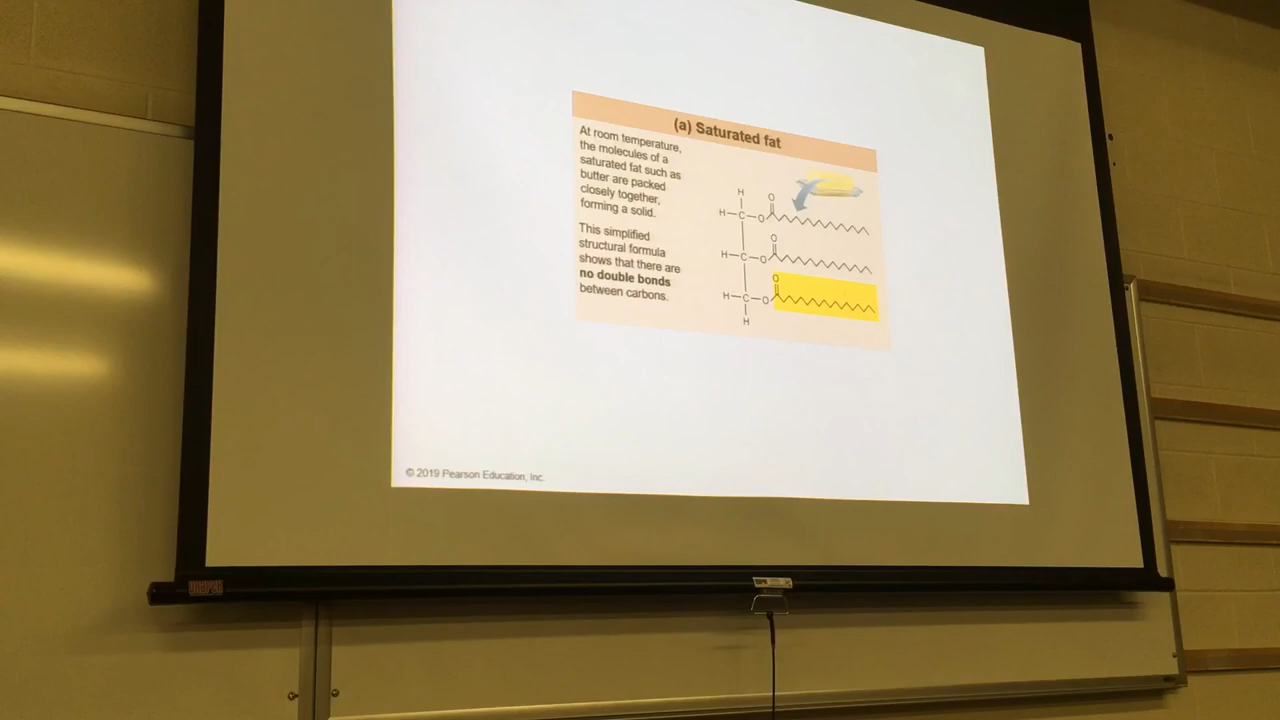 (a) Saturated fat
At room temperature,
the molecules of a
saturated fat such as
butter are packed
closely together,
forming a solid.
This simplified
structural formula
shows that there are
no double bonds
between carbons.
H
O
H C O
O
H C O
O
H C O
H
© 2019 Pearson Education, Inc.
DRAPER